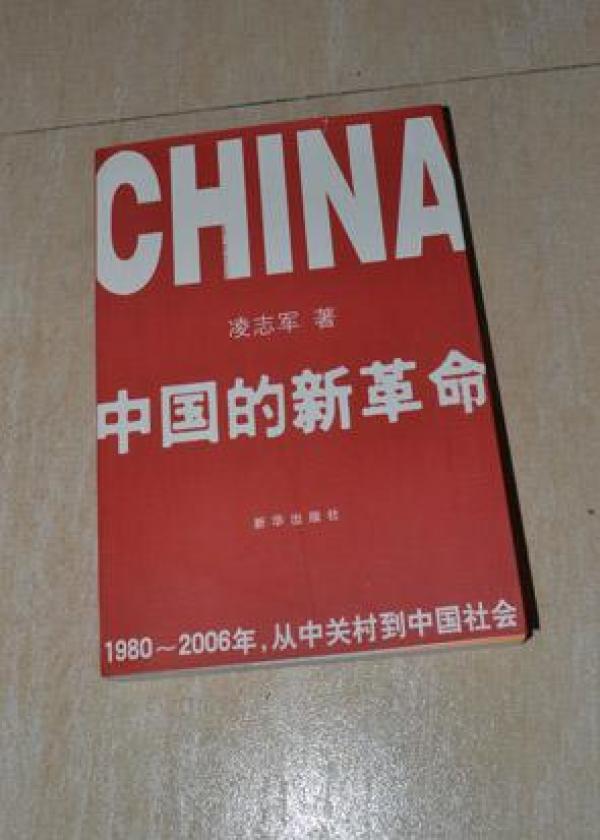 CHINA
凌志军 著
中国的新革命
新华出版社
1980～2006年，从中关村到中国社会